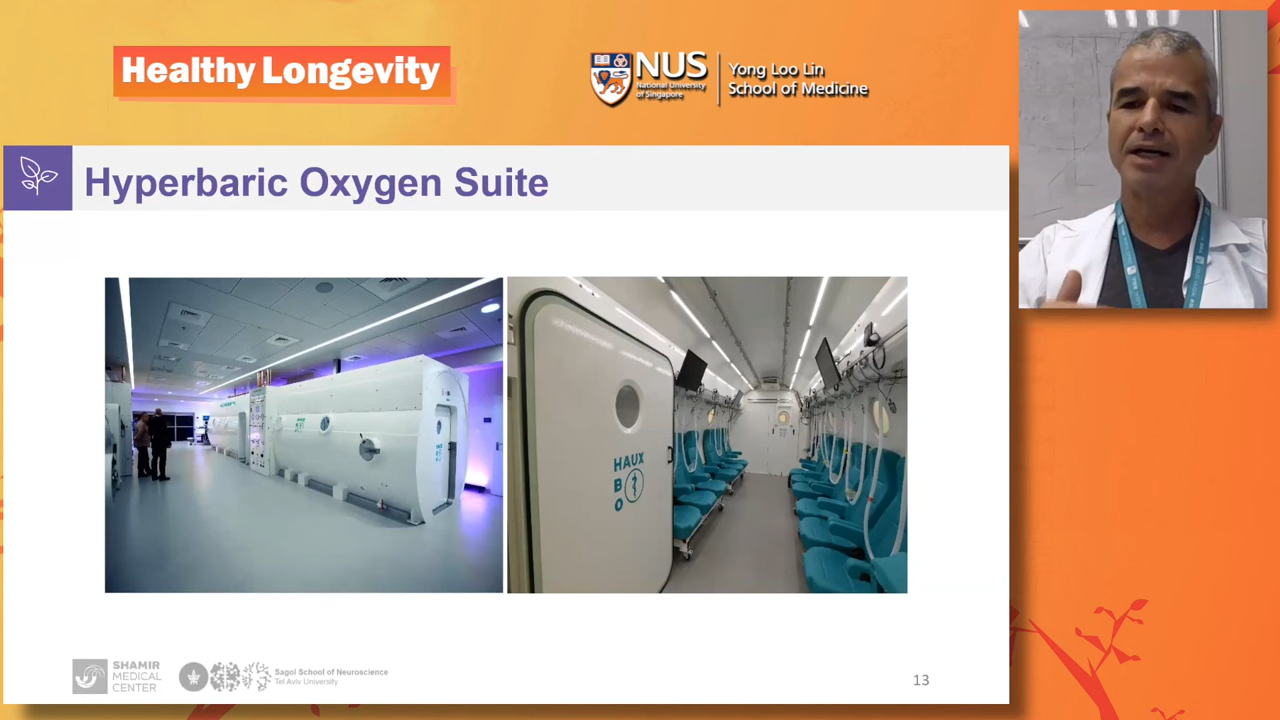 Healthy Longevity
NUS
National University
of Singapore
Yong Loo Lin
School of Medicine
Hyperbaric Oxygen Suite
HAUX
B
O
SHAMIR
MEDICAL
CENTER
Sagol School of Neuroscience
Tel Aviv University
13